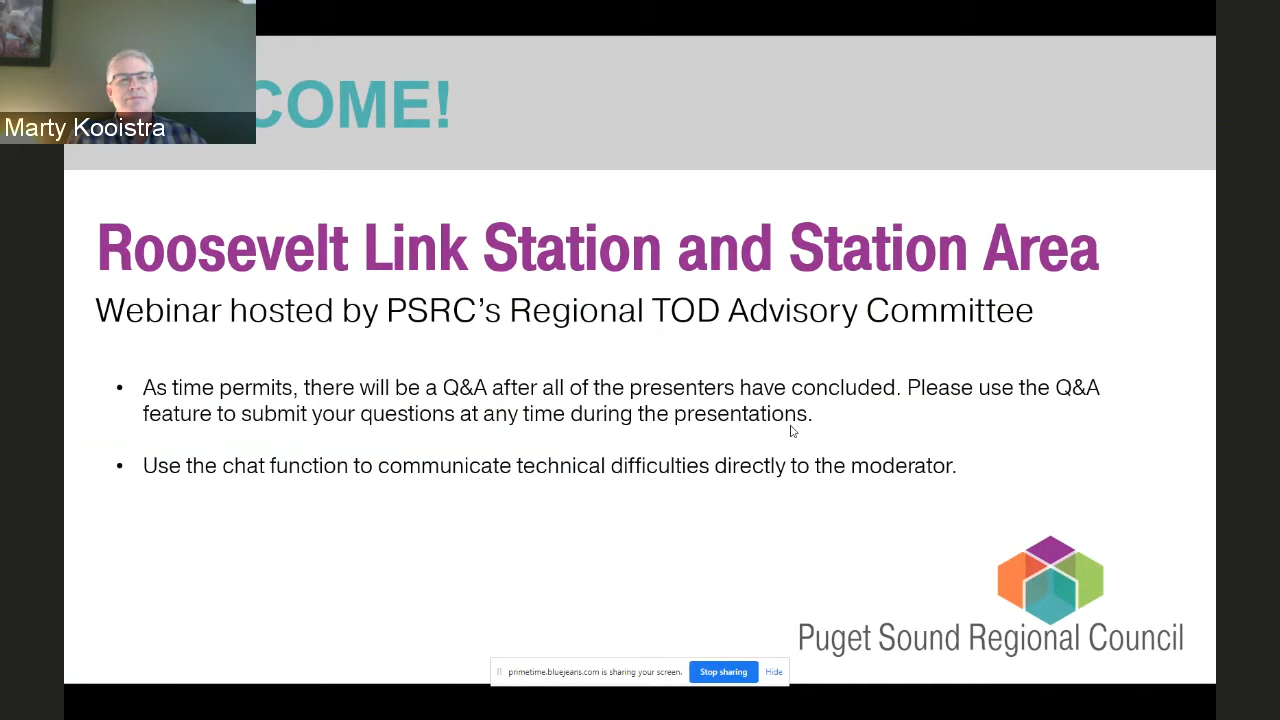 COME!
Marty Kooistra
Roosevelt Link Station and Station Area
Webinar hosted by PSRC's Regional TOD Advisory Committee
• As time permits, there will be a Q&A after all of the presenters have concluded. Please use the Q&A
feature to submit your questions at any time during the presentations.
• Use the chat function to communicate technical difficulties directly to the moderator.
Puget Sound Regional Council
primetime.bluejeans.com is sharing your screen. Stop sharing Hide